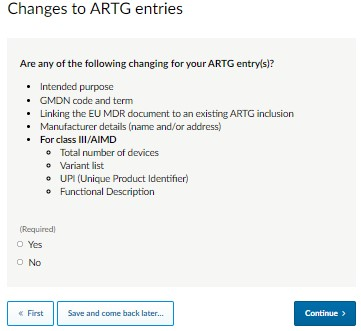 Changes to ARTG entries
Are any of the following changing for your ARTG entry(s)?
• Intended purpose
• GMDN code and term
• Linking the EU MDR document to an existing ARTG inclusion
• Manufacturer details (name and/or address)
• For class III/AIMD
Total number of devices
Variant list
UPI (Unique Product Identifier)
Functional Description
(Required)
Yes
No
« First
Save and come back later...
Continue >